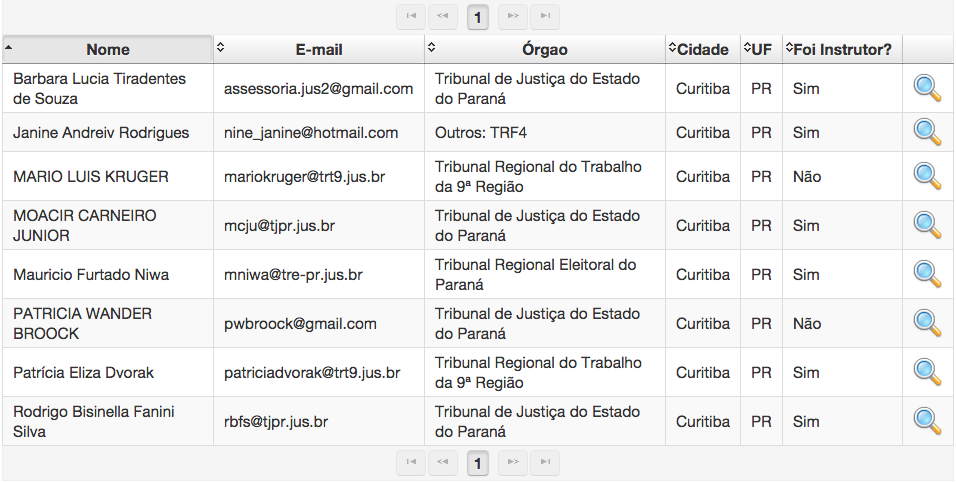 1
Nome E-mail Órgao Cidade UF Foi Instrutor?
Barbara Lucia Tiradentes
de Souza
assessoria.jus2@gmail.com
Tribunal de Justiça do Estado
do Paraná
Curitiba PR Sim
Janine Andreiv Rodrigues nine_janine@hotmail.com Outros: TRF4 Curitiba PR Sim
MARIO LUIS KRUGER mariokruger@trt9.jus.br
Tribunal Regional do Trabalho
da 9ª Região
Curitiba PR Não
MOACIR CARNEIRO
JUNIOR
mcju@tjpr.jus.br
Tribunal de Justiça do Estado
do Paraná
Curitiba PR Sim
Mauricio Furtado Niwa mniwa@tre-pr.jus.br
Tribunal Regional Eleitoral do
Paraná
Curitiba PR Sim
PATRICIA WANDER
BROOCK
pwbroock@gmail.com
Tribunal de Justiça do Estado
do Paraná
Curitiba PR Não
Patrícia Eliza Dvorak patriciadvorak@trt9.jus.br
Tribunal Regional do Trabalho
da 9ª Região
Curitiba PR Sim
Rodrigo Bisinella Fanini
Silva
rbfs@tjpr.jus.br
Tribunal de Justiça do Estado
do Paraná
Curitiba PR Sim
1